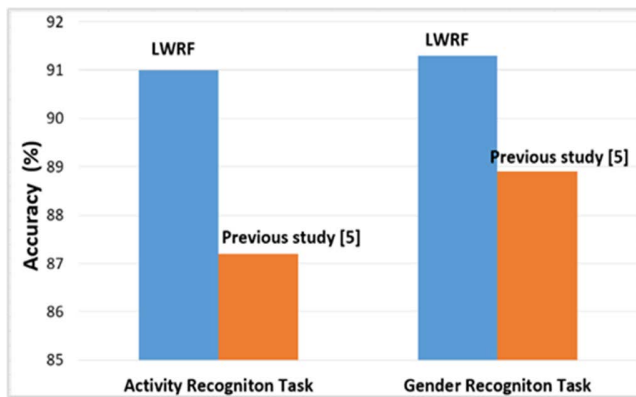 92
91
90
89
88
87
86
85
Accuracy (%)
LWRF
Previous study [5]
LWRF
Previous study [5]
Activity Recogniton Task
Gender Recogniton Task